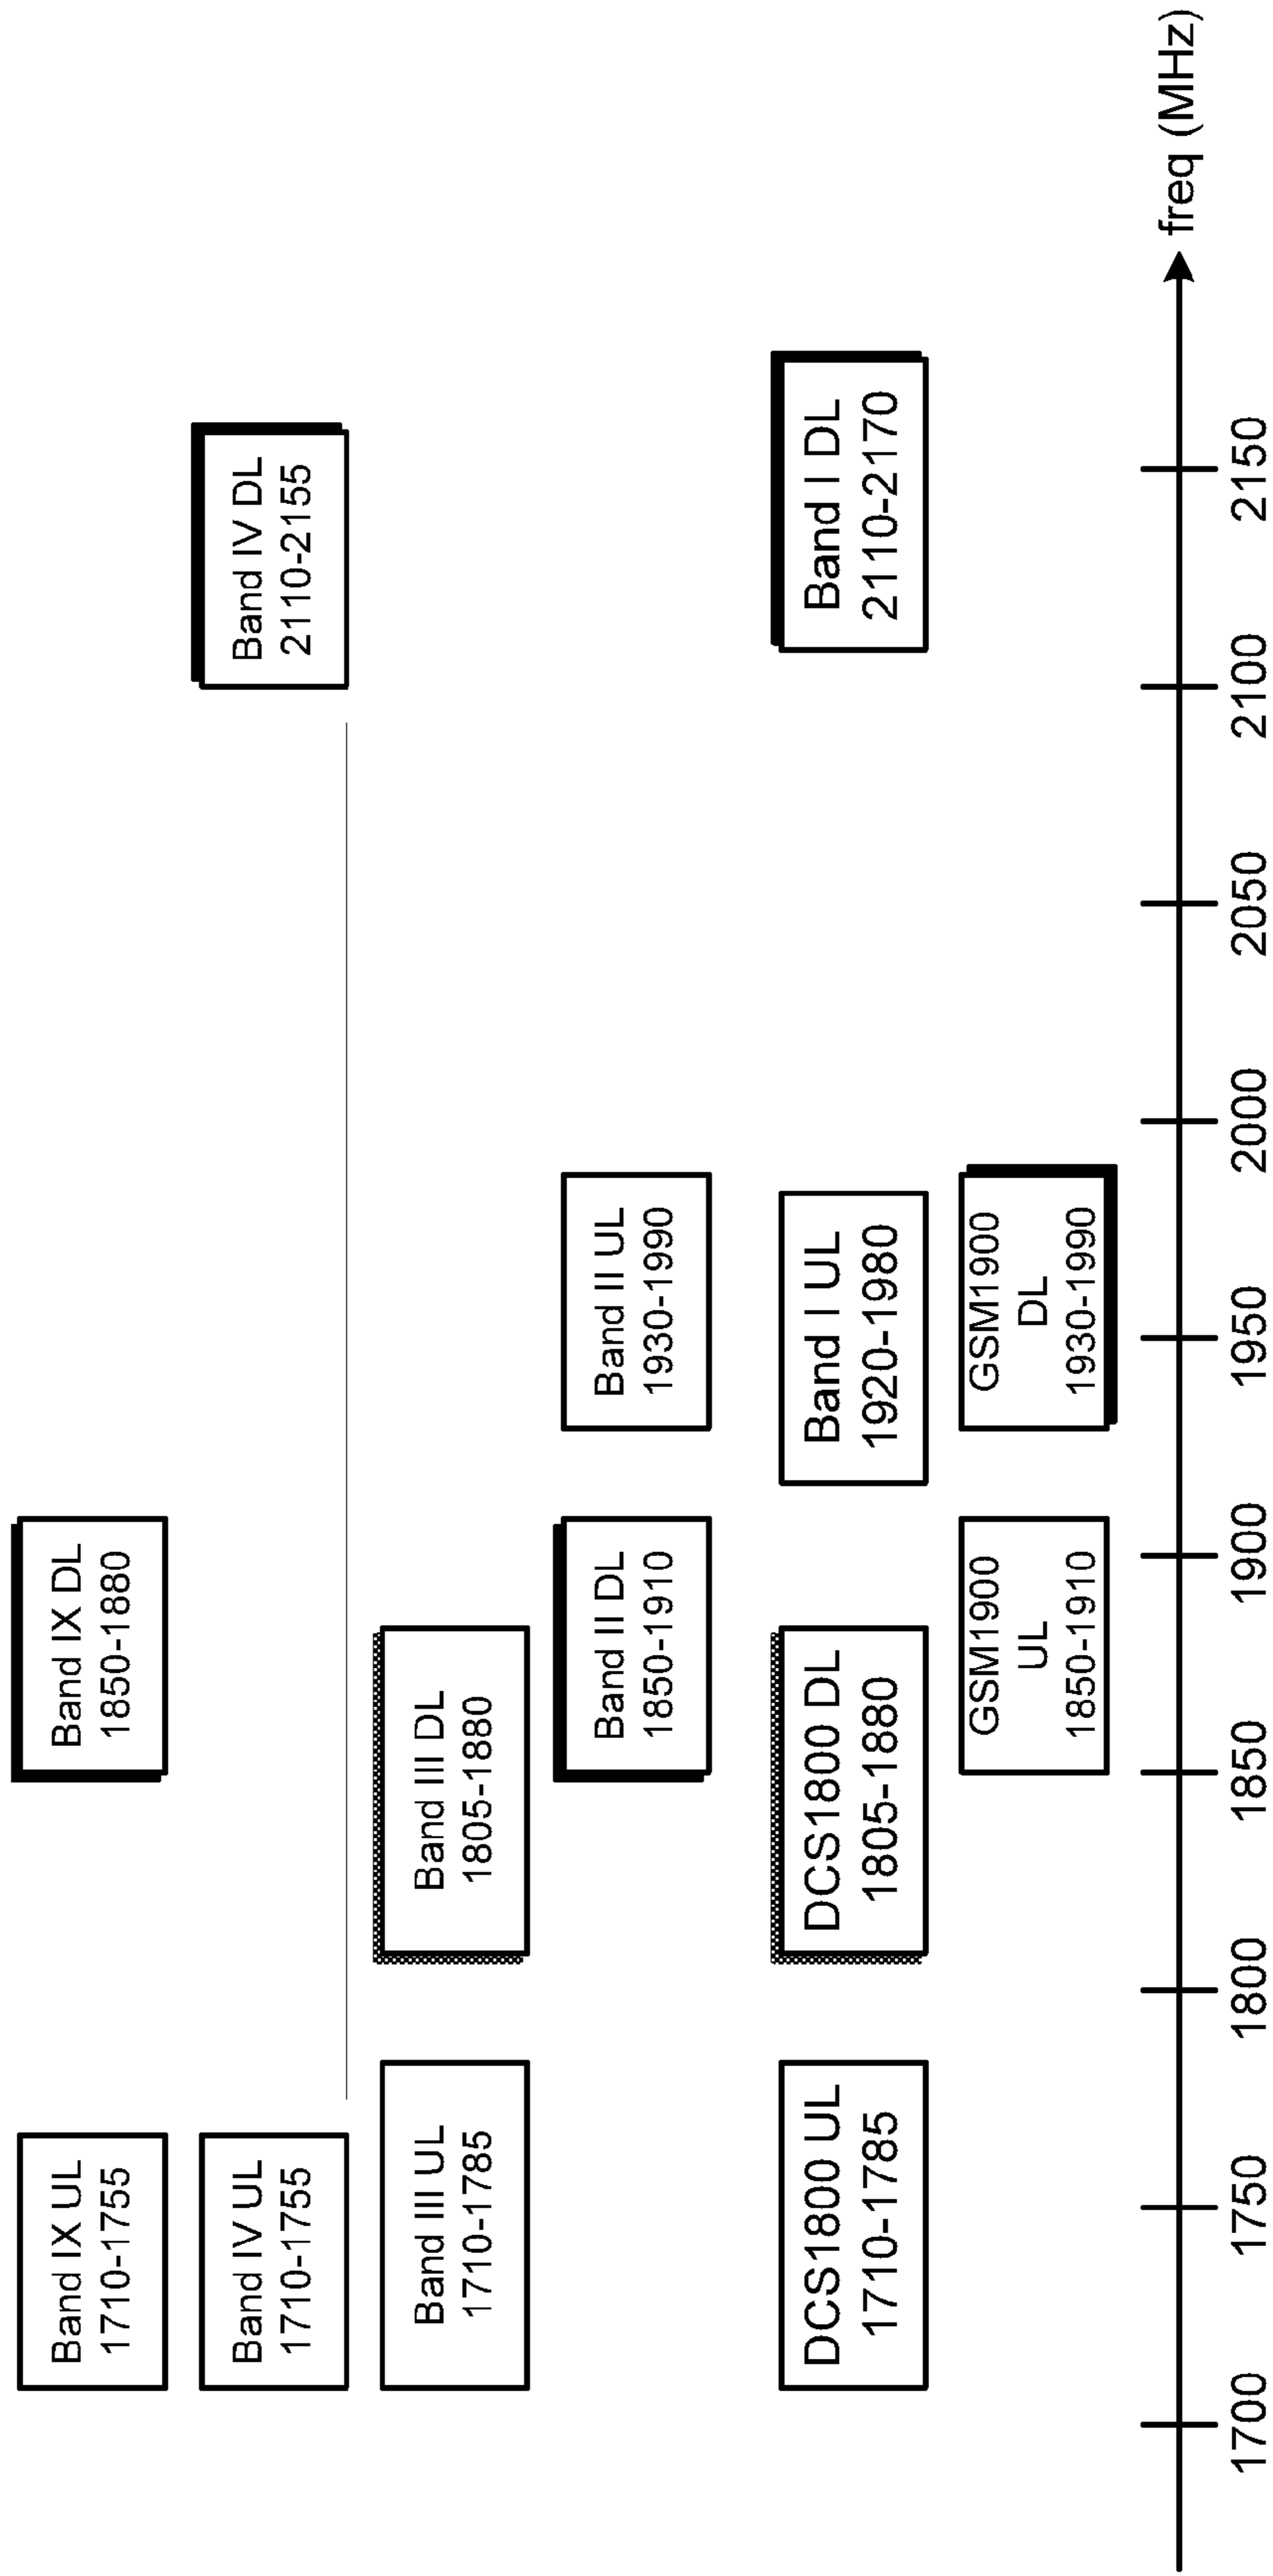 Band IX UL
1710-1755
Band IX DL
1850-1880
Band IV UL
1710-1755
Band IV DL
2110-2155
Band III UL
1710-1785
Band III DL
1805-1880
Band II DL
1850-1910
Band II UL
1930-1990
DCS1800 UL
1710-1785
DCS1800 DL
1805-1880
Band I UL
1920-1980
Band I DL
2110-2170
GSM1900
UL
1850-1910
GSM1900
DL
1930-1990
freq (MHz)
1700
1750
1800
1850
1900
1950
2000
2050
2100
2150